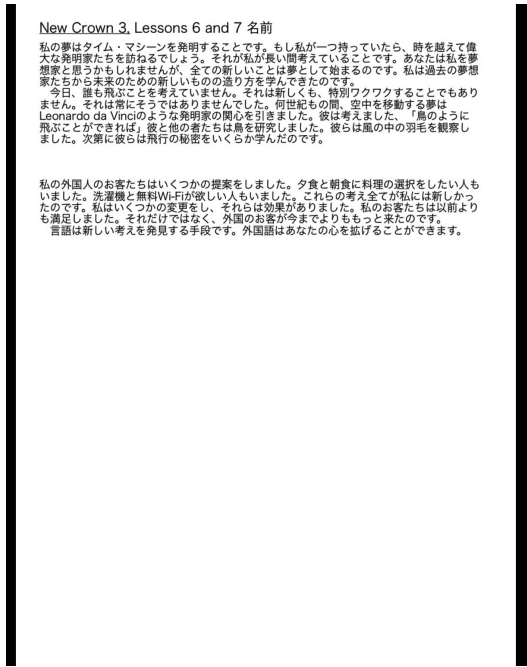 New Crown 3, Lessons 6 and 7 名前
私の夢はタイム・マシーンを発明することです。もし私が一つ持っていたら、時を越えて偉
大な発明家たちを訪ねるでしょう。それが私が長い間考えていることです。あなたは私を夢
想家と思うかもしれませんが、全ての新しいことは夢として始まるのです。私は過去の夢想
家たちから未来のための新しいものの造り方を学んできたのです。
今日、誰も飛ぶことを考えていません。それは新しくも、特別ワクワクすることでもあり
ません。それは常にそうではありませんでした。何世紀もの間、空中を移動する夢は
Leonardo da Vinciのような発明家の関心を引きました。彼は考えました、「鳥のように
飛ぶことができれば」彼と他の者たちは鳥を研究しました。彼らは風の中の羽毛を観察し
ました。次第に彼らは飛行の秘密をいくらか学んだのです。
私の外国人のお客たちはいくつかの提案をしました。夕食と朝食に料理の選択をしたい人も
いました。洗濯機と無料Wi-Fiが欲しい人もいました。これらの考え全てが私には新しかっ
たのです。私はいくつかの変更をし、それらは効果がありました。私のお客たちは以前より
も満足しました。それだけではなく、外国のお客が今までよりももっと来たのです。
言語は新しい考えを発見する手段です。外国語はあなたの心を拡げることができます。